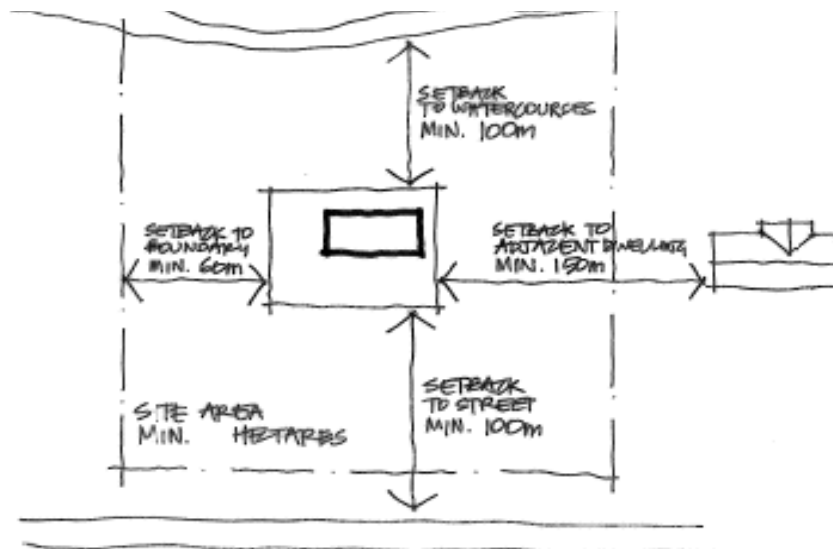 SETBACK
TO WATERCOURCES
MIN. 100m
SETBACK TO
BOUNDARY
MIN. 60m
SETBACK TO
ADJACENT DWELLING
MIN. 150m
SETBACK
TO STREET
MIN. 100m
SITE AREA
MIN. HECTARES